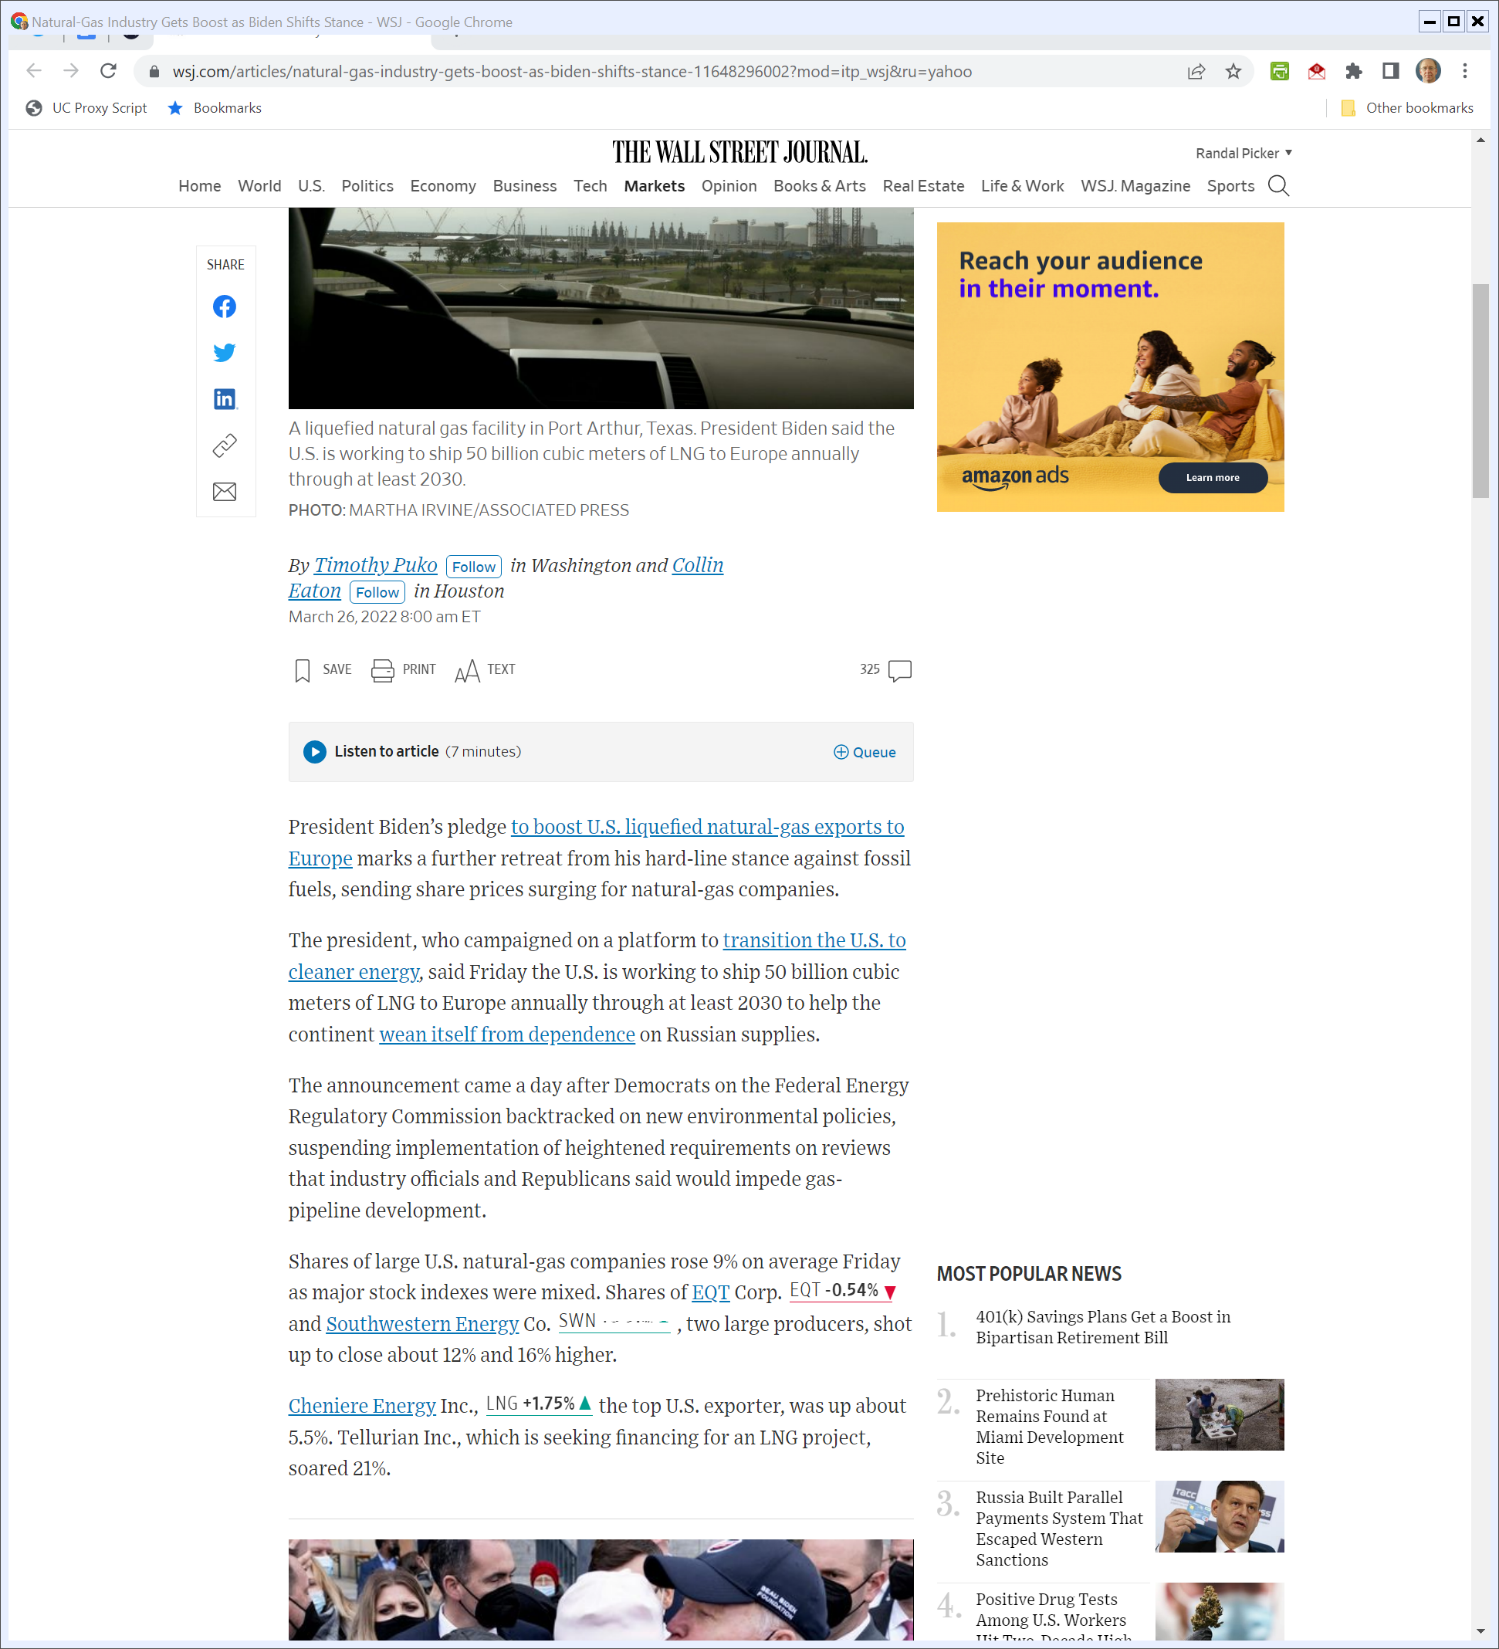 Natural-Gas Industry Gets Boost as Biden Shifts Stance - WSJ - Google Chrome
wsj.com/articles/natural-gas-industry-gets-boost-as-biden-shifts-stance-11648296002?mod=itp_wsj&ru=yahoo
UC Proxy Script
Bookmarks
Other bookmarks
THE WALL STREET JOURNAL.
Randal Picker
Home World U.S. Politics Economy Business Tech Markets Opinion Books & Arts Real Estate Life & Work WSJ. Magazine Sports
SHARE
in
A liquefied natural gas facility in Port Arthur, Texas. President Biden said the
U.S. is working to ship 50 billion cubic meters of LNG to Europe annually
through at least 2030.
PHOTO: MARTHA IRVINE/ASSOCIATED PRESS
By Timothy Puko Follow in Washington and Collin
Eaton Follow in Houston
March 26, 2022 8:00 am ET
SAVE PRINT AA TEXT
325
Listen to article (7 minutes)
Queue
President Biden’s pledge to boost U.S. liquefied natural-gas exports to
Europe marks a further retreat from his hard-line stance against fossil
fuels, sending share prices surging for natural-gas companies.
The president, who campaigned on a platform to transition the U.S. to
cleaner energy, said Friday the U.S. is working to ship 50 billion cubic
meters of LNG to Europe annually through at least 2030 to help the
continent wean itself from dependence on Russian supplies.
The announcement came a day after Democrats on the Federal Energy
Regulatory Commission backtracked on new environmental policies,
suspending implementation of heightened requirements on reviews
that industry officials and Republicans said would impede gas-
pipeline development.
Shares of large U.S. natural-gas companies rose 9% on average Friday
as major stock indexes were mixed. Shares of EQT Corp. EQT -0.54% ▼
and Southwestern Energy Co. SWN , two large producers, shot
up to close about 12% and 16% higher.
Cheniere Energy Inc., LNG +1.75% ▲ the top U.S. exporter, was up about
5.5%. Tellurian Inc., which is seeking financing for an LNG project,
soared 21%.
BEAU BIDEN
FOUNDATION
Reach your audience
in their moment.
amazon ads
Learn more
MOST POPULAR NEWS
1.
401(k) Savings Plans Get a Boost in
Bipartisan Retirement Bill
2.
Prehistoric Human
Remains Found at
Miami Development
Site
3.
Russia Built Parallel
Payments System That
Escaped Western
Sanctions
ТАСС
4.
Positive Drug Tests
Among U.S. Workers
Hit Two-Decade High